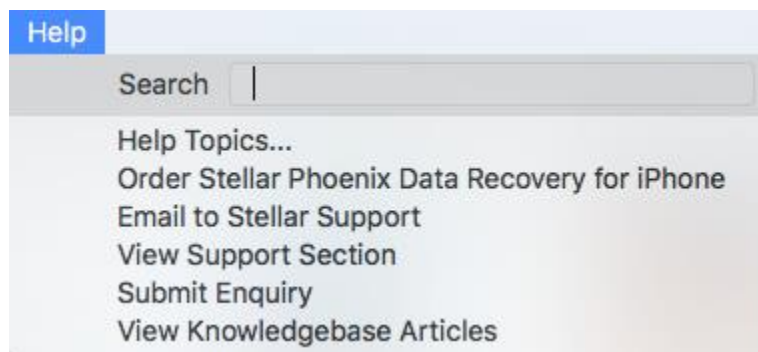 Help
Search
Help Topics...
Order Stellar Phoenix Data Recovery for iPhone
Email to Stellar Support
View Support Section
Submit Enquiry
View Knowledgebase Articles